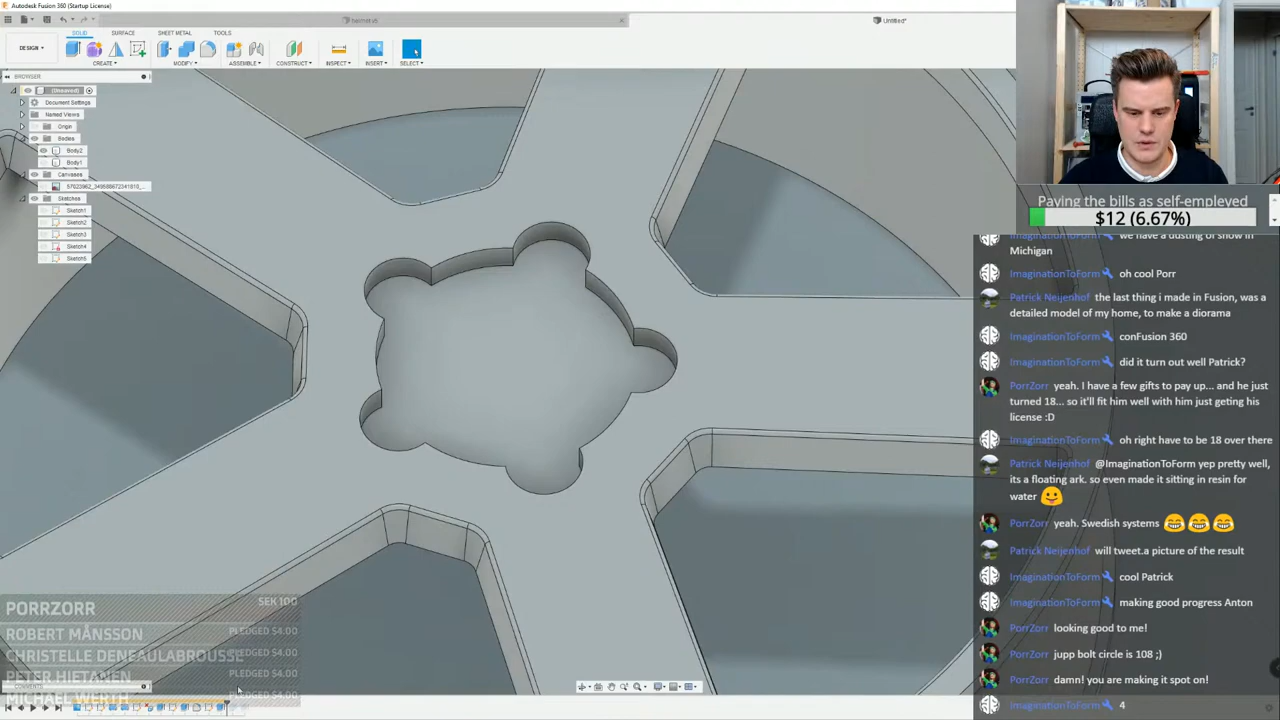 Autodesk Fusion 360 (Startup License)
Untitled*
DESIGN
SOLID SURFACE SHEET METAL TOOLS
CREATE MODIFY ASSEMBLE CONSTRUCT INSPECT INSERT SELECT
BROWSER
(Unsaved)
Document Settings
Named Views
Origin
Bodies
Body2
Body1
Canvases
Sketches
Sketch1
Sketch2
Sketch3
Sketch4
Sketch5
PORRZORR SEK 100
ROBERT MÅNSSON PLEDGED $4.00
CHRISTELLE DENEAULABROUSSE PLEDGED $4.00
PETER HIETANEN PLEDGED $4.00
MICHAEL WERTH PLEDGED $4.00
COMMENTS
Paying the bills as self-employed
$12 (6.67%)
ImaginationToForm we have a dusting of snow in
Michigan
ImaginationToForm oh cool Porr
Patrick Neijenhof the last thing i made in Fusion, was a
detailed model of my home, to make a diorama
ImaginationToForm conFusion 360
ImaginationToForm did it turn out well Patrick?
PorrZorr yeah. I have a few gifts to pay up... and he just
turned 18... so it'll fit him well with him just geting his
license :D
ImaginationToForm oh right have to be 18 over there
Patrick Neijenhof @ImaginationToForm yep pretty well,
its a floating ark. so even made it sitting in resin for
water
PorrZorr yeah. Swedish systems
Patrick Neijenhof will tweet.a picture of the result
ImaginationToForm cool Patrick
ImaginationToForm making good progress Anton
PorrZorr looking good to me!
PorrZorr jupp bolt circle is 108 ;)
PorrZorr damn! you are making it spot on!
ImaginationToForm 4